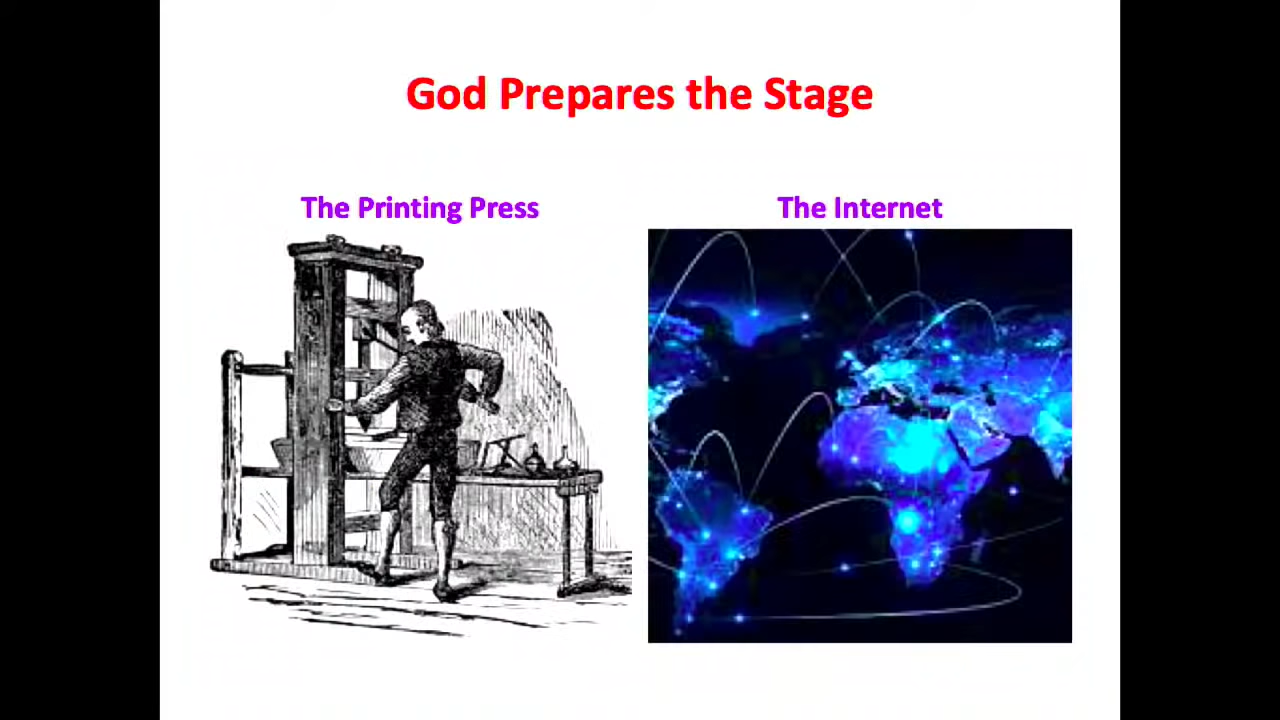 God Prepares the Stage
The Printing Press
The Internet